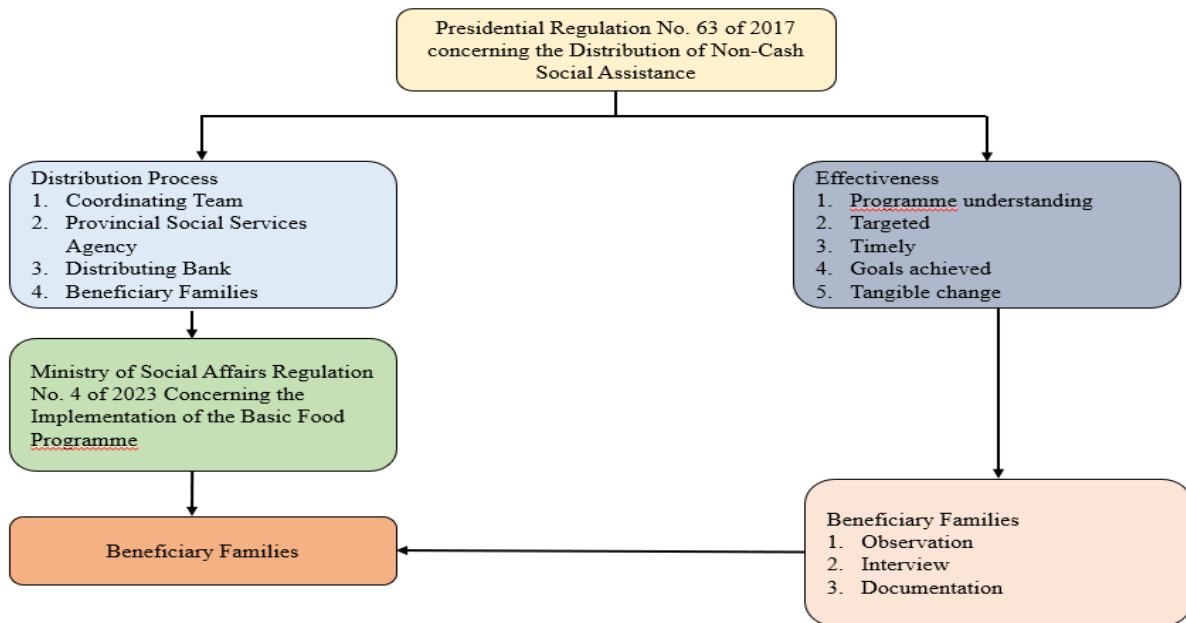 Presidential Regulation No. 63 of 2017
concerning the Distribution of Non-Cash
Social Assistance
Distribution Process
1. Coordinating Team
2. Provincial Social Services
Agency
3. Distributing Bank
4. Beneficiary Families
Effectiveness
1. Programme understanding
2. Targeted
3. Timely
4. Goals achieved
5. Tangible change
Ministry of Social Affairs Regulation
No. 4 of 2023 Concerning the
Implementation of the Basic Food
Programme
Beneficiary Families
Beneficiary Families
1. Observation
2. Interview
3. Documentation